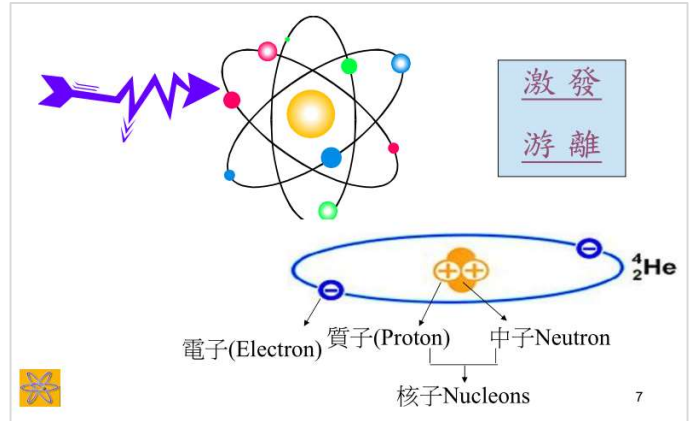 激發
游離
⁴₂He
電子(Electron) 質子(Proton) 中子Neutron
核子Nucleons
7